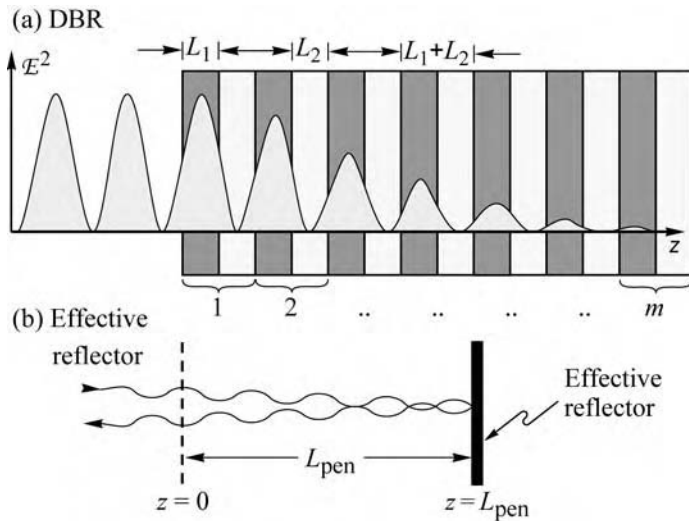 (a) DBR
ℰ² L₁ L₂ L₁+L₂
z
1 2 .. .. .. .. m
(b) Effective
reflector
Effective
reflector
Lpen
z = 0 z = Lpen